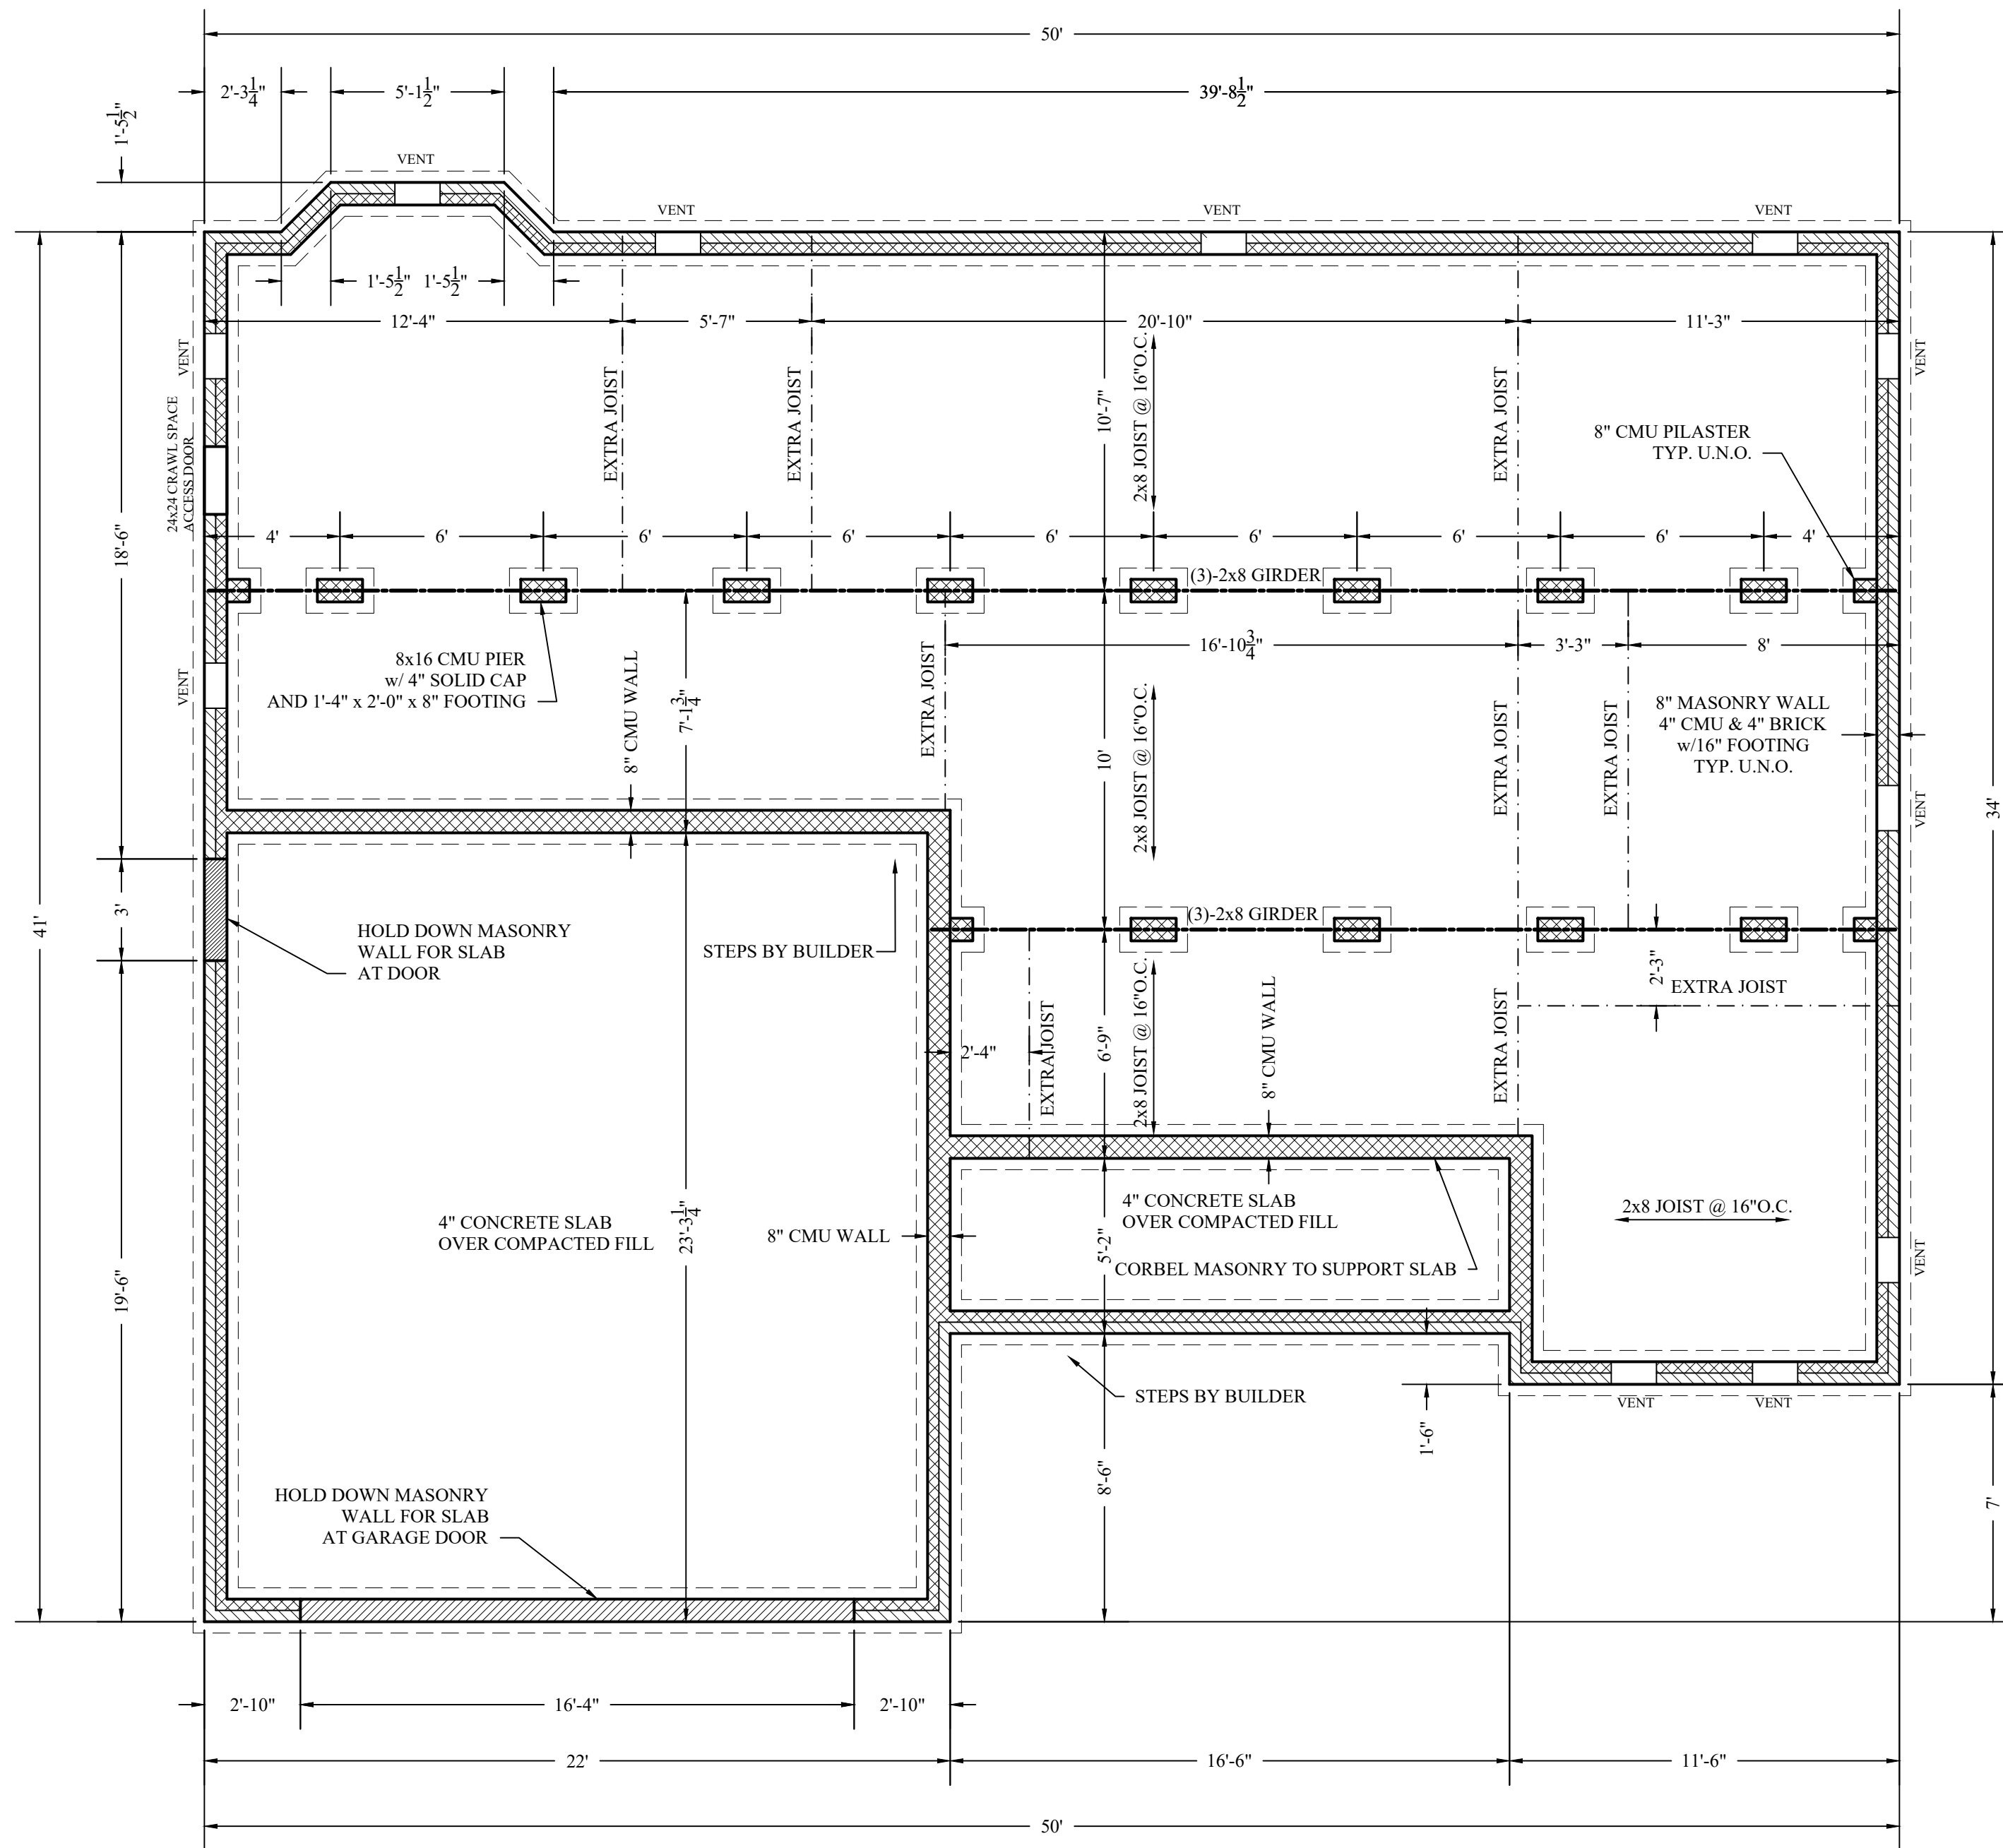 50'
2'-3 1/4"
5'-1 1/2"
39'-8 1/2"
1'-5 1/2"
VENT
VENT
VENT
VENT
1'-5 1/2"
1'-5 1/2"
12'-4"
5'-7"
20'-10"
11'-3"
VENT
VENT
24x24 CRAWL SPACE
ACCESS DOOR
EXTRA JOIST
EXTRA JOIST
10'-7"
2x8 JOIST @ 16"O.C.
EXTRA JOIST
8" CMU PILASTER
TYP. U.N.O.
18'-6"
4'
6'
6'
6'
6'
6'
6'
6'
4'
(3)-2x8 GIRDER
8x16 CMU PIER
w/ 4" SOLID CAP
AND 1'-4" x 2'-0" x 8" FOOTING
VENT
8" CMU WALL
7'-1 3/4"
EXTRA JOIST
16'-10 3/4"
3'-3"
8'
10'
2x8 JOIST @ 16"O.C.
EXTRA JOIST
EXTRA JOIST
8" MASONRY WALL
4" CMU & 4" BRICK
w/16" FOOTING
TYP. U.N.O.
VENT
34'
41'
3'
HOLD DOWN MASONRY
WALL FOR SLAB
AT DOOR
STEPS BY BUILDER
(3)-2x8 GIRDER
2'-3"
EXTRA JOIST
2'-4"
EXTRA JOIST
6'-9"
2x8 JOIST @ 16"O.C.
8" CMU WALL
EXTRA JOIST
19'-6"
4" CONCRETE SLAB
OVER COMPACTED FILL
23'-3 1/4"
8" CMU WALL
4" CONCRETE SLAB
OVER COMPACTED FILL
5'-2"
CORBEL MASONRY TO SUPPORT SLAB
2x8 JOIST @ 16"O.C.
VENT
STEPS BY BUILDER
1'-6"
VENT
VENT
8'-6"
7'
HOLD DOWN MASONRY
WALL FOR SLAB
AT GARAGE DOOR
2'-10"
16'-4"
2'-10"
22'
16'-6"
11'-6"
50'